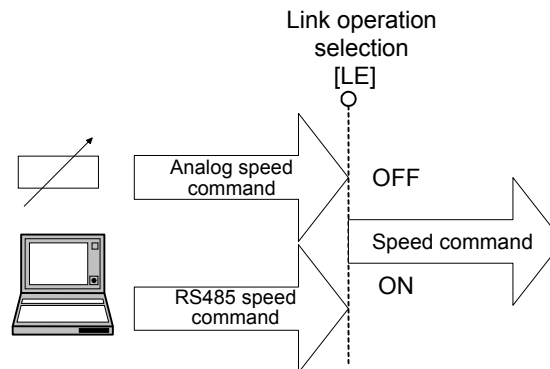 Link operation
selection
[LE]
Analog speed
command
OFF
Speed command
ON
RS485 speed
command